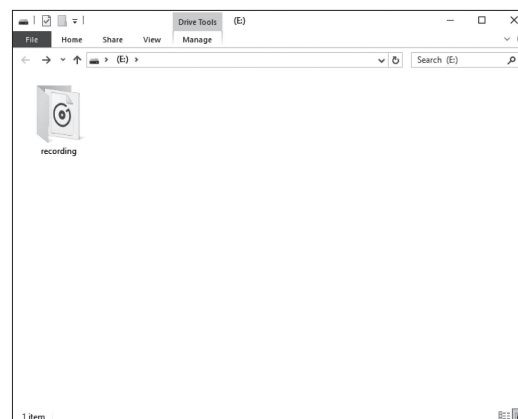 Drive Tools (E:)
File Home Share View Manage
(E:) Search (E:)
recording
1 item